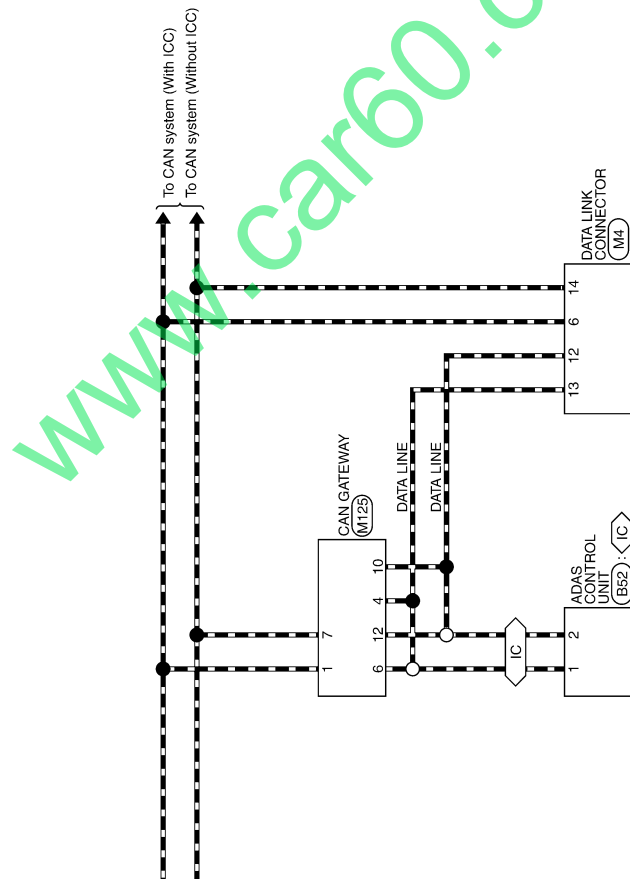 To CAN system (With ICC)
To CAN system (Without ICC)
www.car60.c
DATA LINK
CONNECTOR
M4
14
6
12
13
CAN GATEWAY
M125
DATA LINE
DATA LINE
7
1
10
4
12
6
IC
ADAS
CONTROL
UNIT
B52 : IC
2
1